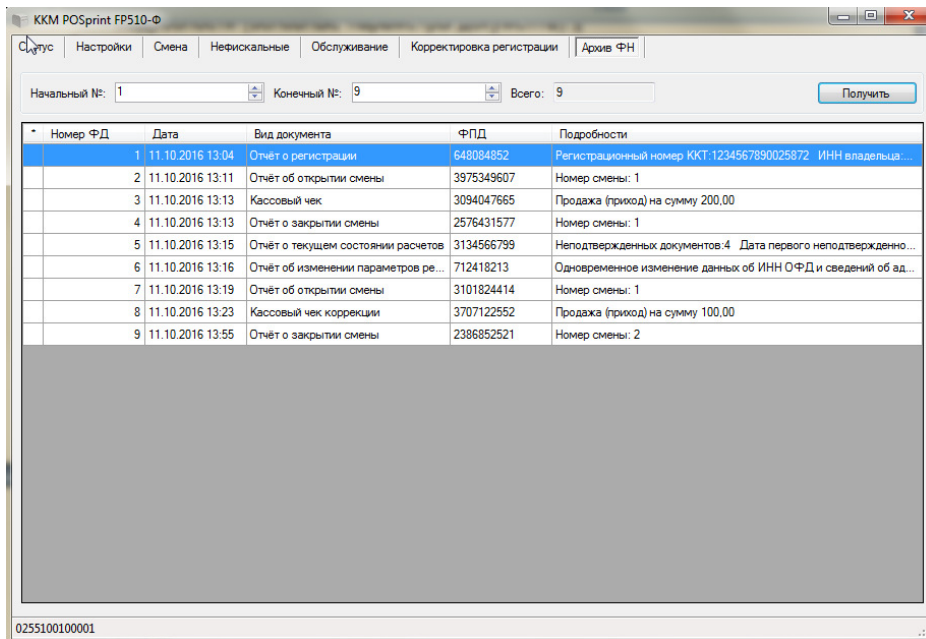 ККМ POSprint FP510-Ф
Статус Настройки Смена Нефискальные Обслуживание Корректировка регистрации Архив ФН
Начальный №: 1 Конечный №: 9 Всего: 9 Получить
* Номер ФД Дата Вид документа ФПД Подробности
1 11.10.2016 13:04 Отчёт о регистрации 648084852 Регистрационный номер ККТ:1234567890025872 ИНН владельца:...
2 11.10.2016 13:11 Отчёт об открытии смены 3975349607 Номер смены: 1
3 11.10.2016 13:13 Кассовый чек 3094047665 Продажа (приход) на сумму 200,00
4 11.10.2016 13:13 Отчёт о закрытии смены 2576431577 Номер смены: 1
5 11.10.2016 13:15 Отчёт о текущем состоянии расчетов 3134566799 Неподтвержденных документов:4 Дата первого неподтвержденно...
6 11.10.2016 13:16 Отчёт об изменении параметров ре... 712418213 Одновременное изменение данных об ИНН ОФД и сведений об ад...
7 11.10.2016 13:19 Отчёт об открытии смены 3101824414 Номер смены: 1
8 11.10.2016 13:23 Кассовый чек коррекции 3707122552 Продажа (приход) на сумму 100,00
9 11.10.2016 13:55 Отчёт о закрытии смены 2386852521 Номер смены: 2
0255100100001